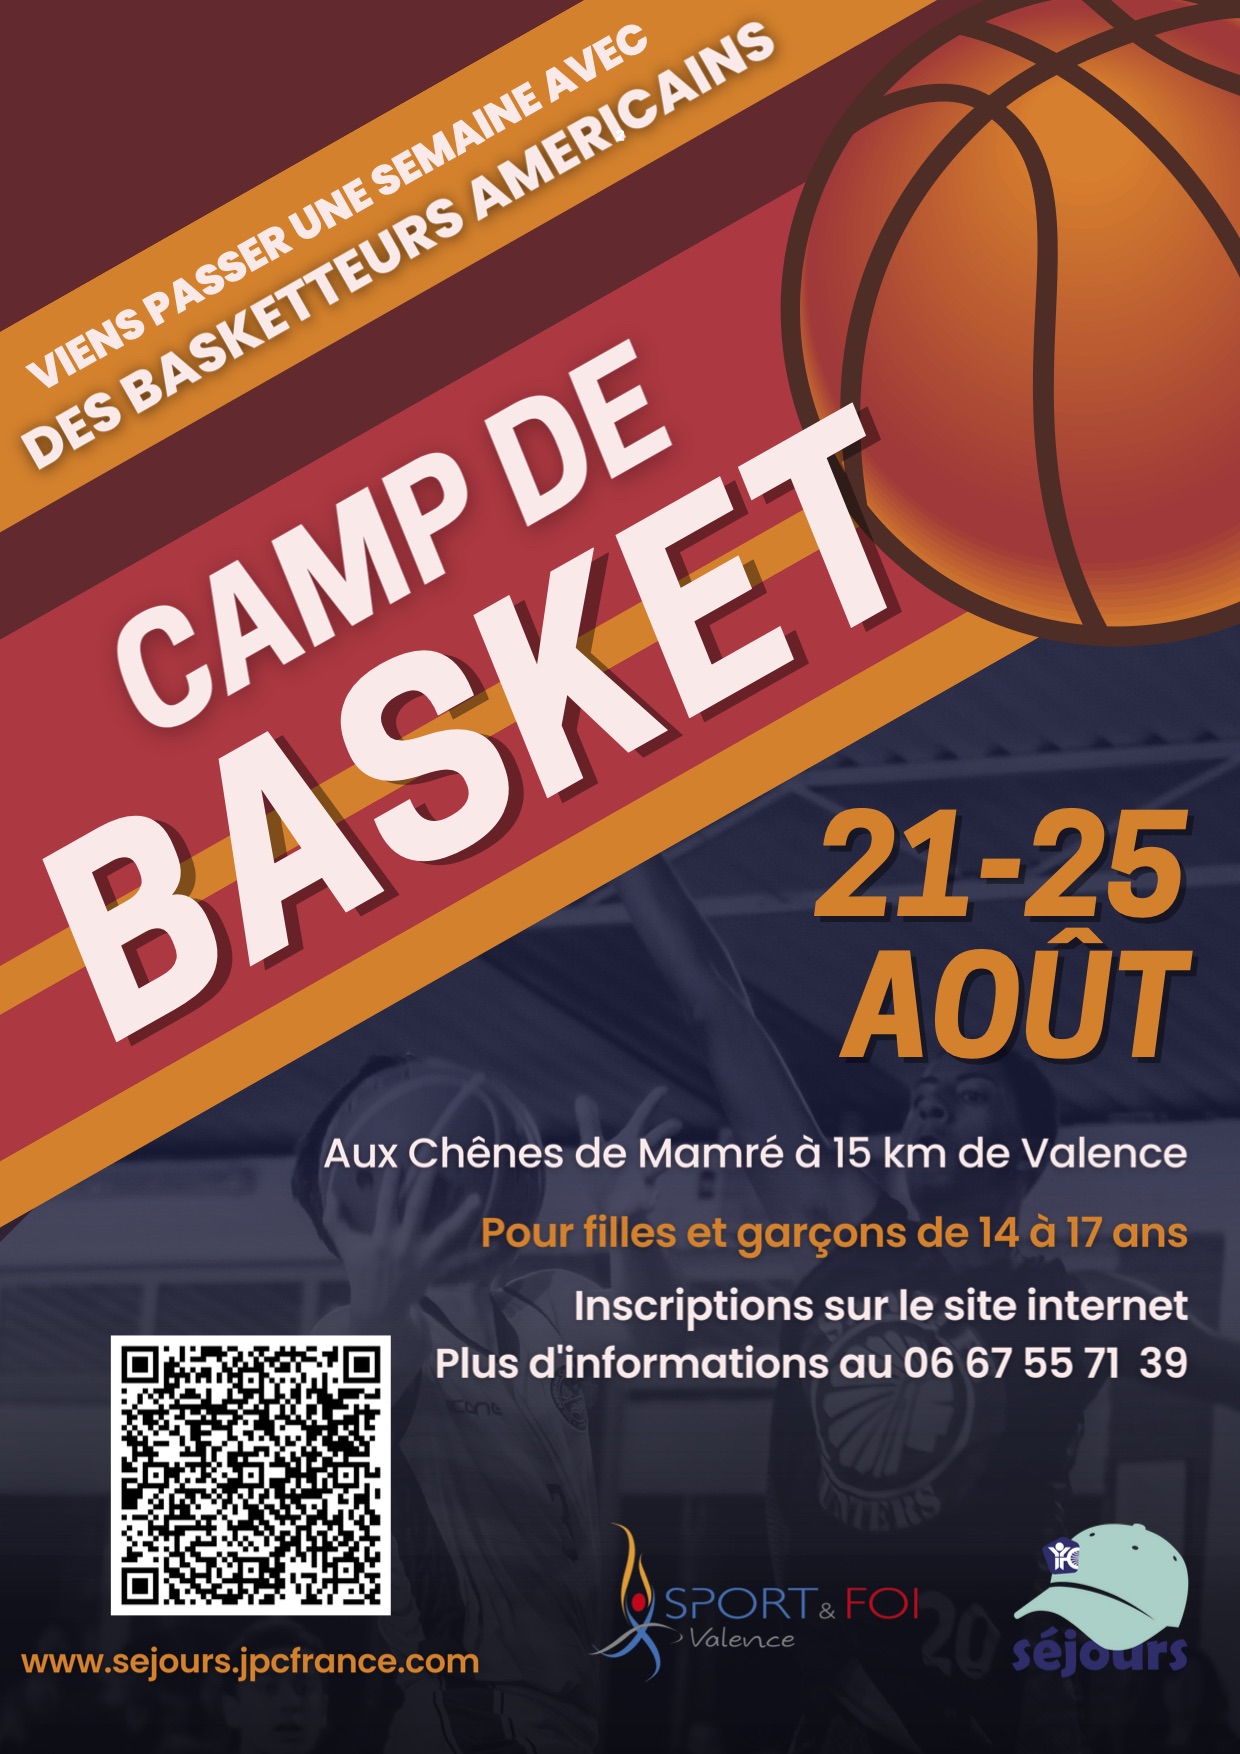 VIENS PASSER UNE SEMAINE AVEC
DES BASKETTEURS AMERICAINS
CAMP DE
BASKET
21-25
AOÛT
Aux Chênes de Mamré à 15 km de Valence
Pour filles et garçons de 14 à 17 ans
Inscriptions sur le site internet
Plus d'informations au 06 67 55 71 39
www.sejours.jpcfrance.com
SPORT & FOI
Valence
séjours
20